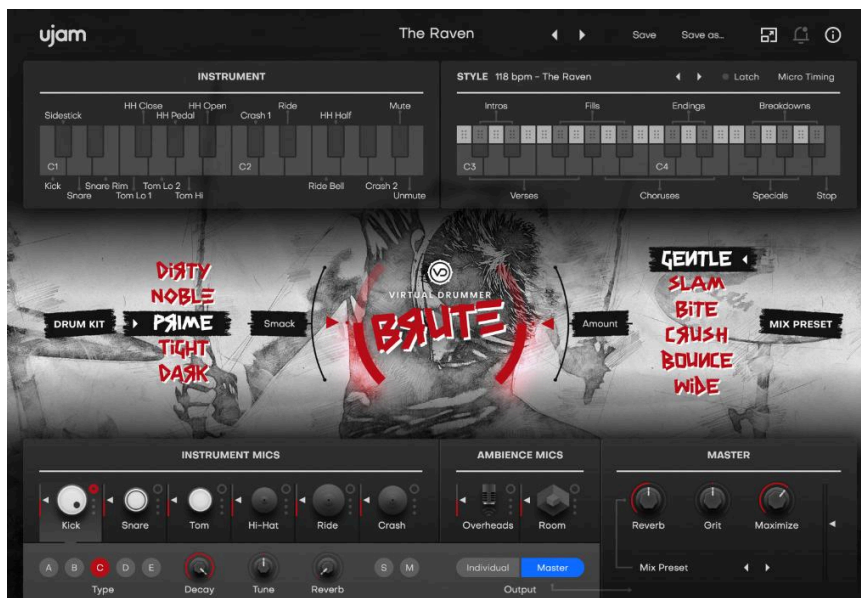 ujam
The Raven
Save
Save as...
INSTRUMENT
Sidestick
HH Close
HH Pedal
HH Open
Crash 1
Ride
HH Half
Mute
C1
C2
Kick
Snare
Snare Rim
Tom Lo 1
Tom Lo 2
Tom Hi
Ride Bell
Crash 2
Unmute
STYLE 118 bpm - The Raven
Latch
Micro Timing
Intros
Fills
Endings
Breakdowns
C3
C4
Verses
Choruses
Specials
Stop
DRUM KIT
DIRTY
NOBLE
PRIME
TIGHT
DARK
Smack
VD
VIRTUAL DRUMMER
BRUTE
Amount
GENTLE
SLAM
BITE
CRUSH
BOUNCE
WIDE
MIX PRESET
INSTRUMENT MICS
Kick
Snare
Tom
Hi-Hat
Ride
Crash
AMBIENCE MICS
Overheads
Room
MASTER
Reverb
Grit
Maximize
A B C D E
Type
Decay
Tune
Reverb
S M
Individual
Master
Output
Mix Preset